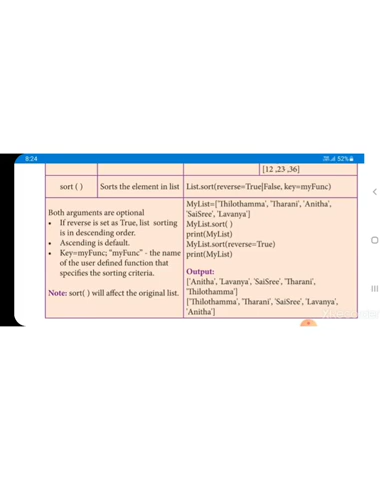 8:24
52%
[12 ,23 ,36]
sort ( )
Sorts the element in list
List.sort(reverse=True|False, key=myFunc)
Both arguments are optional
• If reverse is set as True, list sorting
is in descending order.
• Ascending is default.
• Key=myFunc; "myFunc" - the name
of the user defined function that
specifies the sorting criteria.
Note: sort( ) will affect the original list.
MyList=['Thilothamma', 'Tharani', 'Anitha',
'SaiSree', 'Lavanya']
MyList.sort( )
print(MyList)
MyList.sort(reverse=True)
print(MyList)
Output:
['Anitha', 'Lavanya', 'SaiSree', 'Tharani',
'Thilothamma']
['Thilothamma', 'Tharani', 'SaiSree', 'Lavanya',
'Anitha']